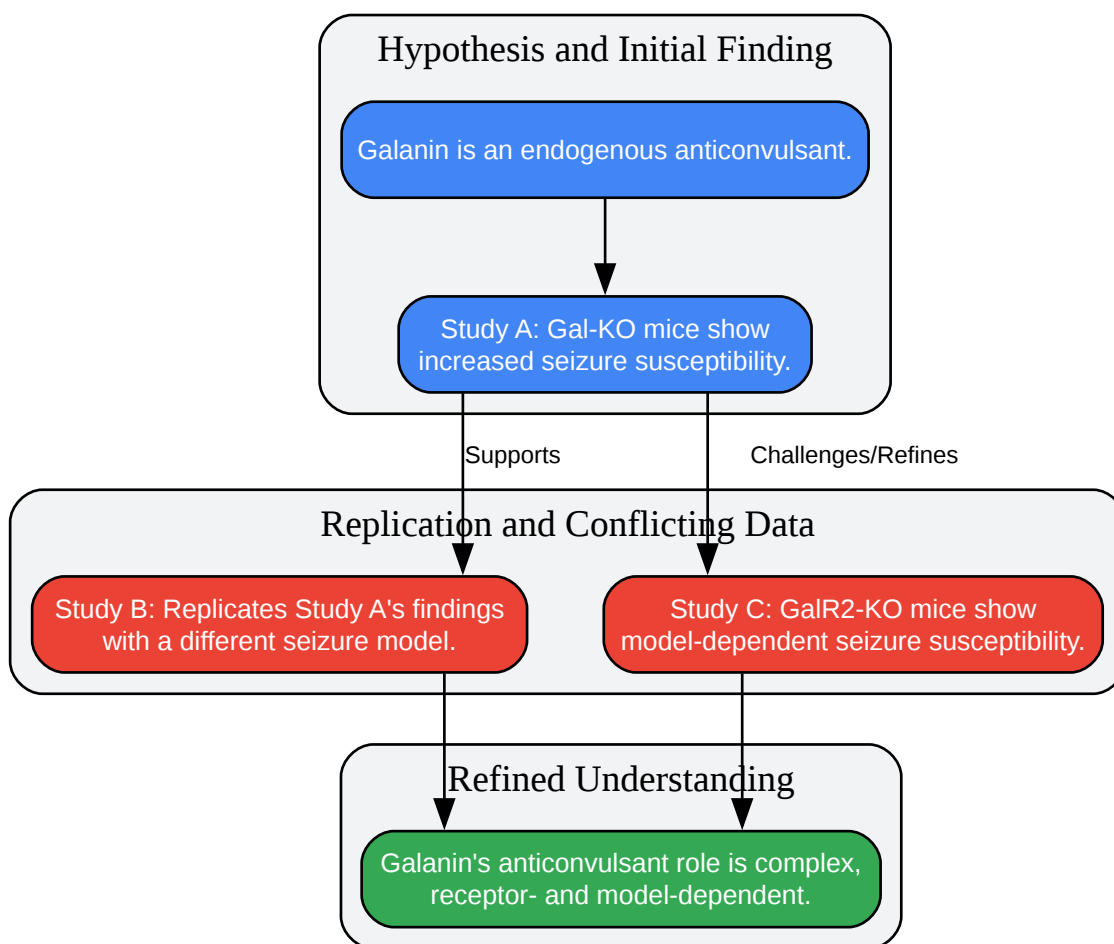 Hypothesis and Initial Finding
Galanin is an endogenous anticonvulsant.
Study A: Gal-KO mice show
increased seizure susceptibility.
Supports
Challenges/Refines
Replication and Conflicting Data
Study B: Replicates Study A's findings
with a different seizure model.
Study C: GalR2-KO mice show
model-dependent seizure susceptibility.
Refined Understanding
Galanin's anticonvulsant role is complex,
receptor- and model-dependent.